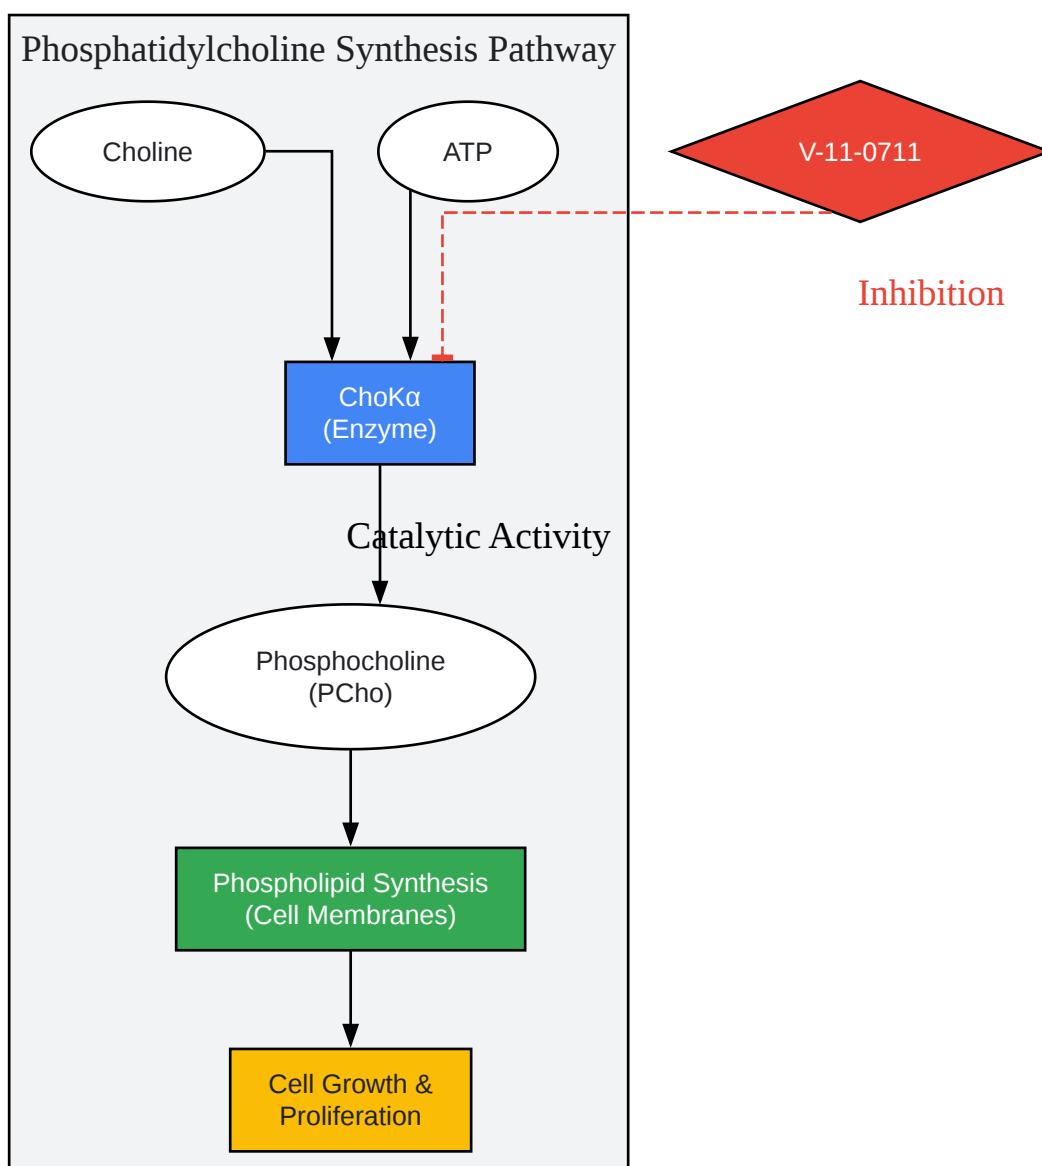 Phosphatidylcholine Synthesis Pathway
Choline
ATP
V-11-0711
Inhibition
ChoKα
(Enzyme)
Catalytic Activity
Phosphocholine
(PCho)
Phospholipid Synthesis
(Cell Membranes)
Cell Growth &
Proliferation